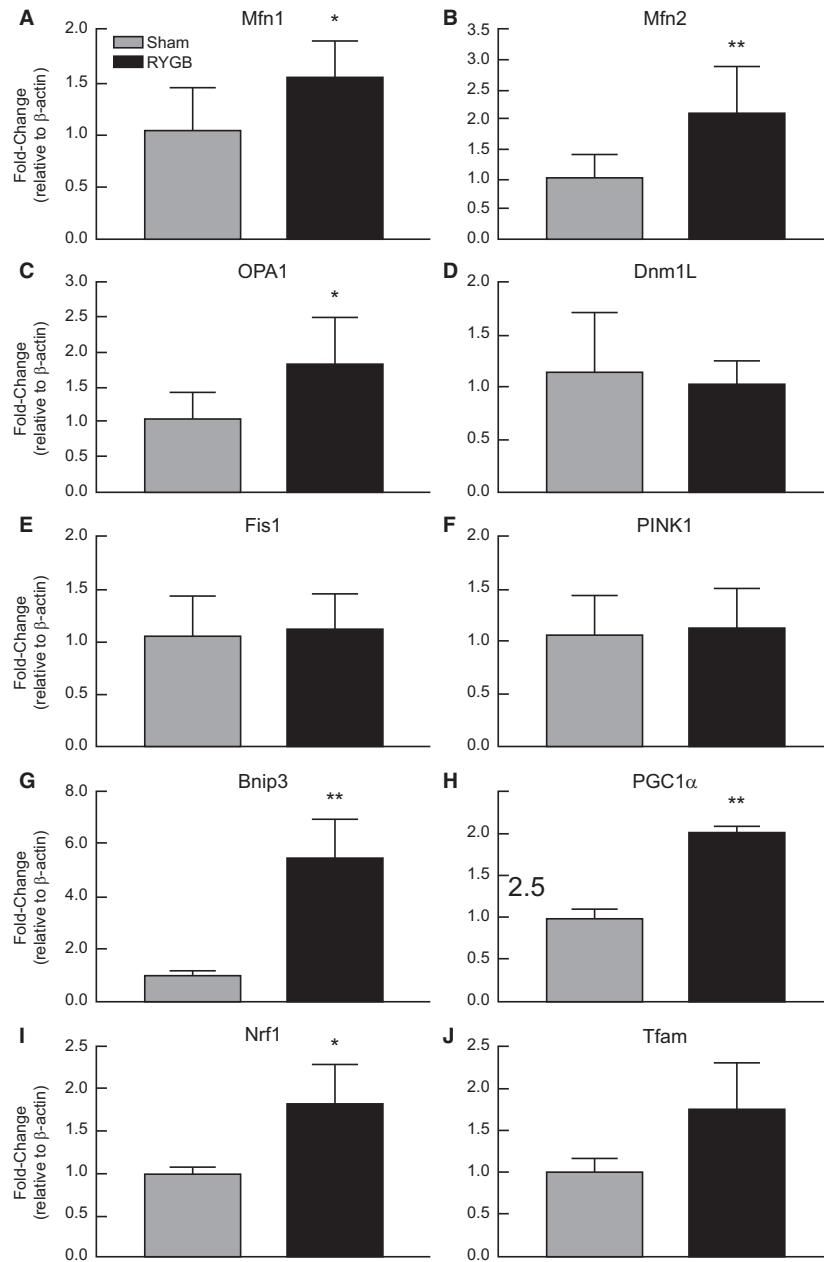 A
Mfn1
*
Sham
RYGB
2.0
1.5
1.0
0.5
0.0
Fold-Change
(relative to β-actin)
B
Mfn2
**
3.5
3.0
2.5
2.0
1.5
1.0
0.5
0.0
C
OPA1
*
3.0
2.5
2.0
1.5
1.0
0.5
0.0
Fold-Change
(relative to β-actin)
D
Dnm1L
2.0
1.5
1.0
0.5
0.0
E
Fis1
2.0
1.5
1.0
0.5
0.0
Fold-Change
(relative to β-actin)
F
PINK1
2.0
1.5
1.0
0.5
0.0
G
Bnip3
**
8.0
6.0
4.0
2.0
0.0
Fold-Change
(relative to β-actin)
H
PGC1α
**
2.0
1.5
2.5
1.0
0.5
0.0
I
Nrf1
*
2.5
2.0
1.5
1.0
0.5
0.0
Fold-Change
(relative to β-actin)
J
Tfam
2.5
2.0
1.5
1.0
0.5
0.0